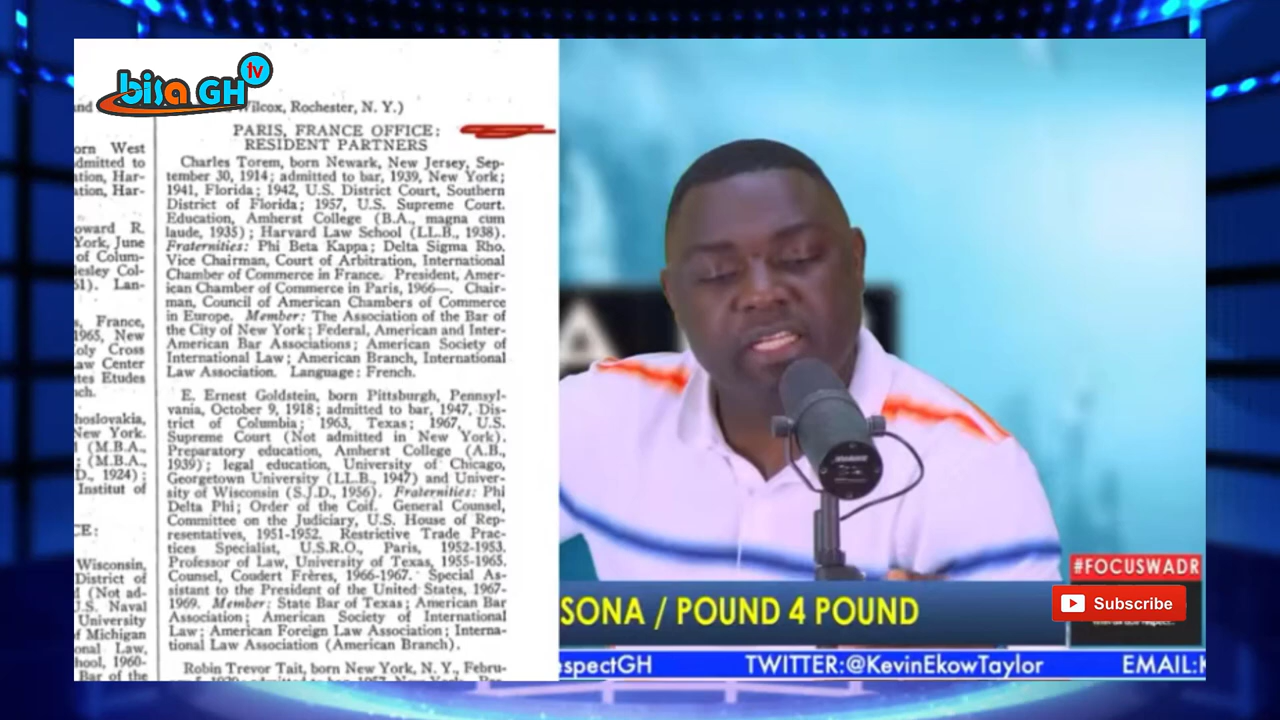 bisa GH tv
Wilcox, Rochester, N. Y.)
PARIS, FRANCE OFFICE:
RESIDENT PARTNERS
Charles Torem, born Newark, New Jersey, Sep-
tember 30, 1914; admitted to bar, 1939, New York;
1941, Florida; 1942, U.S. District Court, Southern
District of Florida; 1957, U.S. Supreme Court.
Education, Amherst College (B.A., magna cum
laude, 1935); Harvard Law School (LL.B., 1938).
Fraternities: Phi Beta Kappa; Delta Sigma Rho.
Vice Chairman, Court of Arbitration, International
Chamber of Commerce in France. President, Amer-
ican Chamber of Commerce in Paris, 1966—. Chair-
man, Council of American Chambers of Commerce
in Europe. Member: The Association of the Bar of
the City of New York; Federal, American and Inter-
American Bar Associations; American Society of
International Law; American Branch, International
Law Association. Language: French.
E. Ernest Goldstein, born Pittsburgh, Pennsyl-
vania, October 9, 1918; admitted to bar, 1947, Dis-
trict of Columbia; 1963, Texas; 1967, U.S.
Supreme Court (Not admitted in New York).
Preparatory education, Amherst College (A.B.,
1939); legal education, University of Chicago,
Georgetown University (LL.B., 1947) and Univer-
sity of Wisconsin (S.J.D., 1956). Fraternities: Phi
Delta Phi; Order of the Coif. General Counsel,
Committee on the Judiciary, U.S. House of Rep-
resentatives, 1951-1952. Restrictive Trade Prac-
tices Specialist, U.S.R.O., Paris, 1952-1953.
Professor of Law, University of Texas, 1955-1965.
Counsel, Coudert Frères, 1966-1967. Special As-
sistant to the President of the United States, 1967-
1969. Member: State Bar of Texas; American Bar
Association; American Society of International
Law; American Foreign Law Association; Interna-
tional Law Association (American Branch).
Robin Trevor Tait, born New York, N. Y., Febru-
#FOCUSWADR
Subscribe
SONA / POUND 4 POUND
espectGH TWITTER:@KevinEkowTaylor EMAIL:K